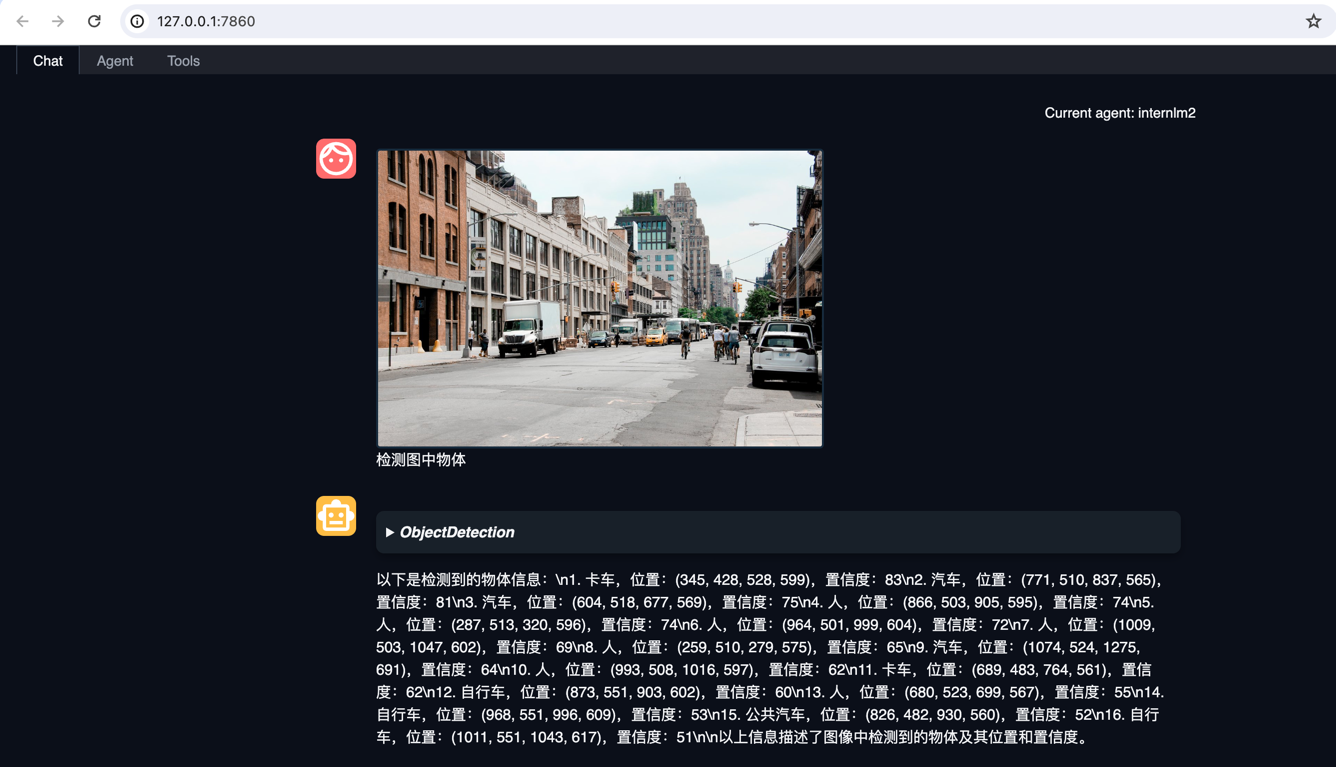 127.0.0.1:7860
Chat
Agent
Tools
Current agent: internlm2
检测图中物体
ObjectDetection
以下是检测到的物体信息：\n1. 卡车，位置：(345, 428, 528, 599)，置信度：83\n2. 汽车，位置：(771, 510, 837, 565)，
置信度：81\n3. 汽车，位置：(604, 518, 677, 569)，置信度：75\n4. 人，位置：(866, 503, 905, 595)，置信度：74\n5.
人，位置：(287, 513, 320, 596)，置信度：74\n6. 人，位置：(964, 501, 999, 604)，置信度：72\n7. 人，位置：(1009,
503, 1047, 602)，置信度：69\n8. 人，位置：(259, 510, 279, 575)，置信度：65\n9. 汽车，位置：(1074, 524, 1275,
691)，置信度：64\n10. 人，位置：(993, 508, 1016, 597)，置信度：62\n11. 卡车，位置：(689, 483, 764, 561)，置信
度：62\n12. 自行车，位置：(873, 551, 903, 602)，置信度：60\n13. 人，位置：(680, 523, 699, 567)，置信度：55\n14.
自行车，位置：(968, 551, 996, 609)，置信度：53\n15. 公共汽车，位置：(826, 482, 930, 560)，置信度：52\n16. 自行
车，位置：(1011, 551, 1043, 617)，置信度：51\n\n以上信息描述了图像中检测到的物体及其位置和置信度。